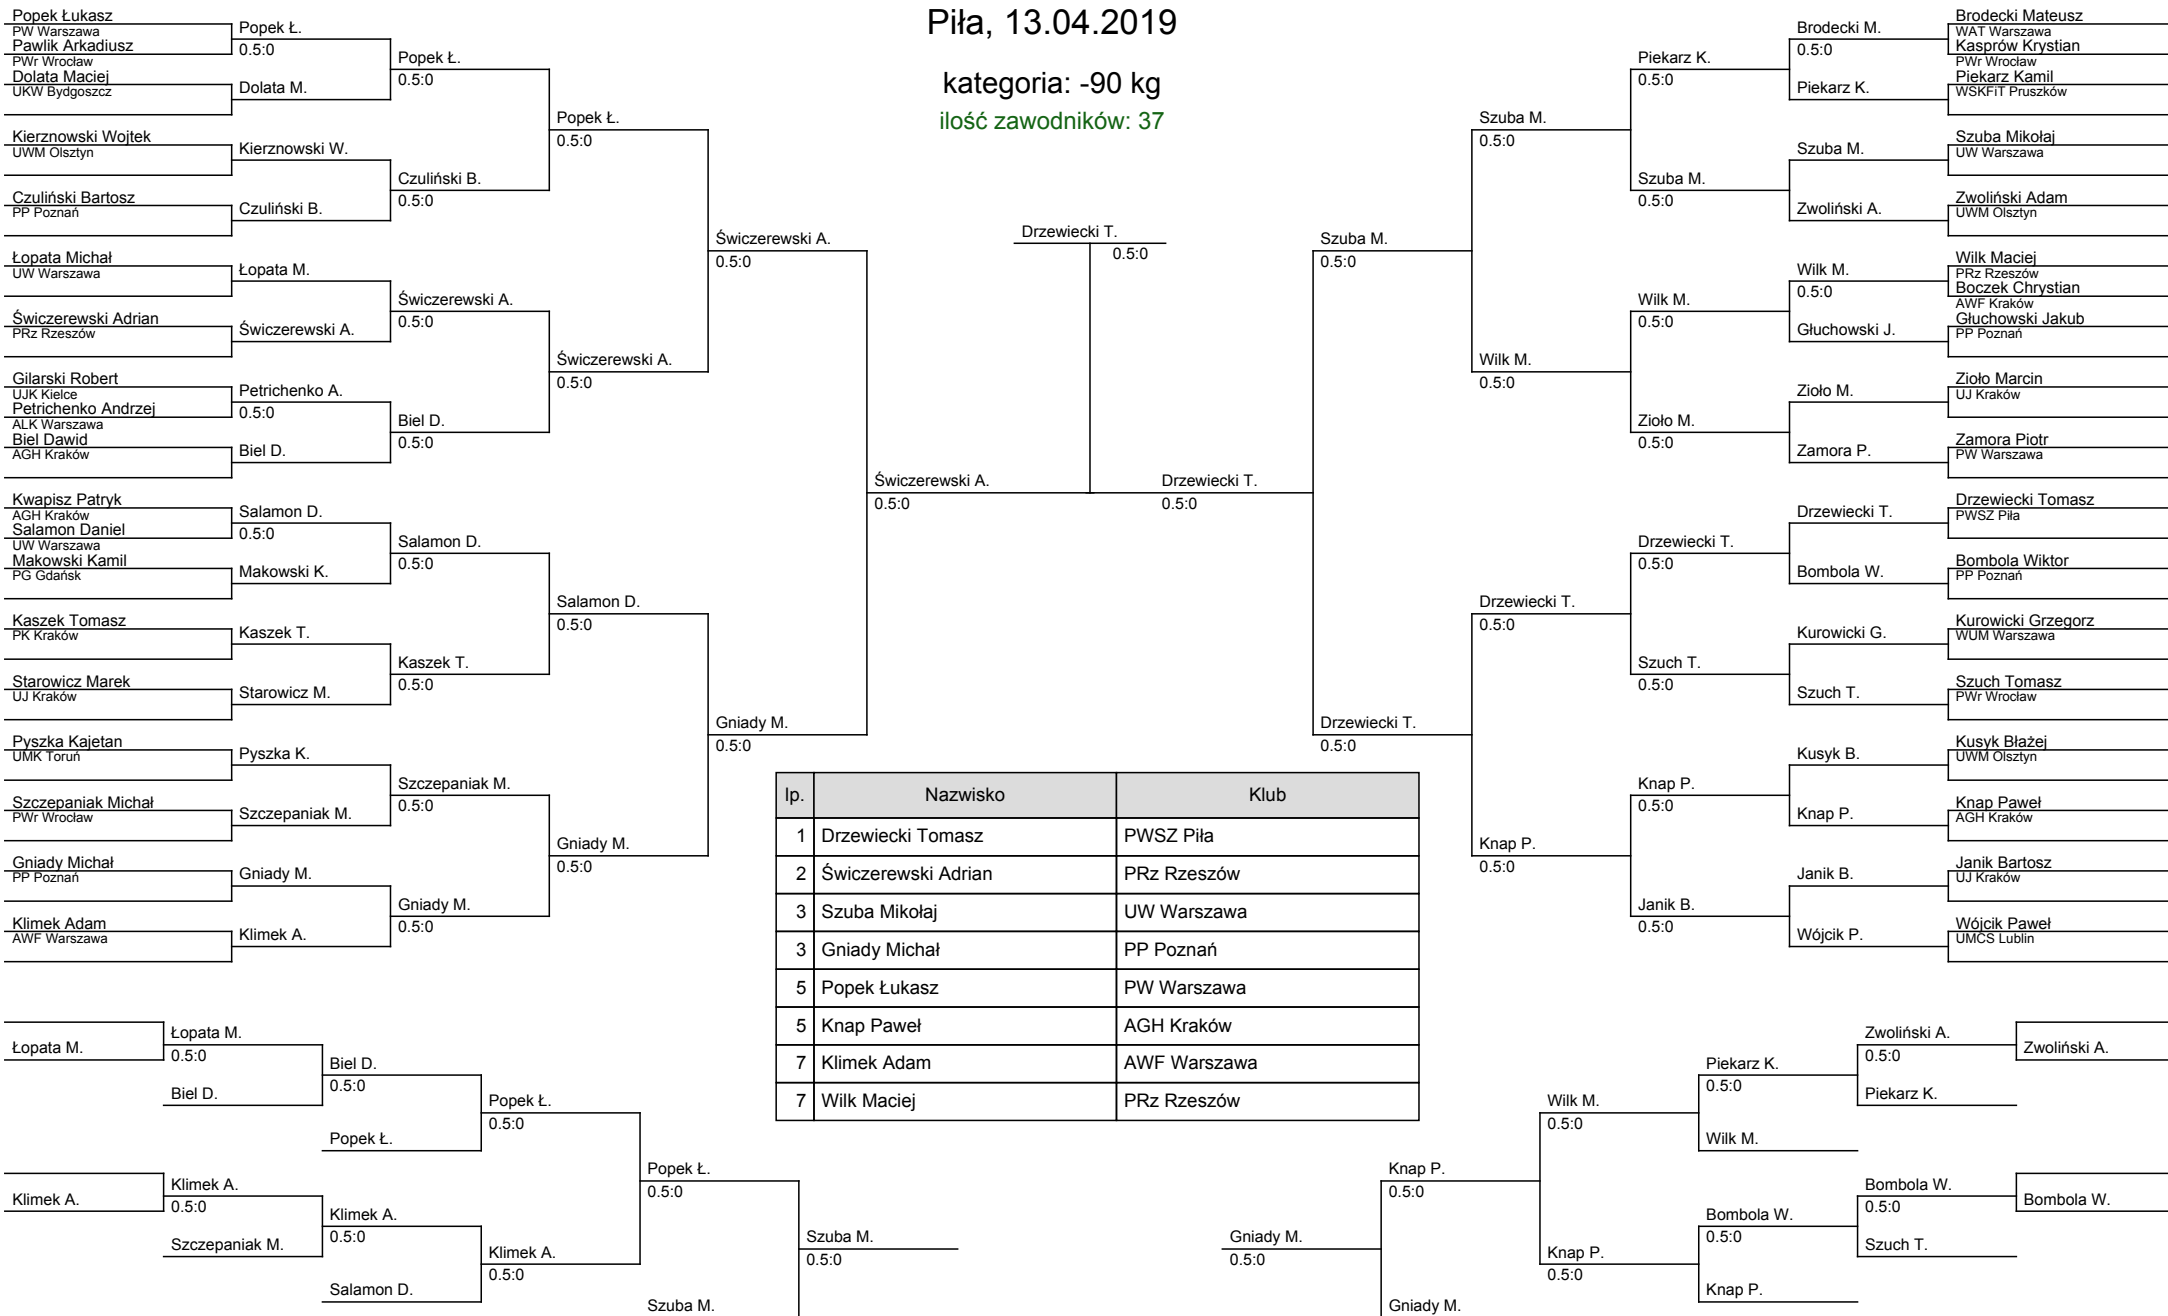 Piła, 13.04.2019
kategoria: -90 kg
ilość zawodników: 37
Popek Łukasz
PW Warszawa
Pawlik Arkadiusz
PWr Wrocław
Dolata Maciej
UKW Bydgoszcz
Kierznowski Wojtek
UWM Olsztyn
Czuliński Bartosz
PP Poznań
Łopata Michał
UW Warszawa
Świczerewski Adrian
PRz Rzeszów
Gilarski Robert
UJK Kielce
Petrichenko Andrzej
ALK Warszawa
Biel Dawid
AGH Kraków
Kwapisz Patryk
AGH Kraków
Salamon Daniel
UW Warszawa
Makowski Kamil
PG Gdańsk
Kaszek Tomasz
PK Kraków
Starowicz Marek
UJ Kraków
Pyszka Kajetan
UMK Toruń
Szczepaniak Michał
PWr Wrocław
Gniady Michał
PP Poznań
Klimek Adam
AWF Warszawa
Popek Ł.
0.5:0
Dolata M.
Kierznowski W.
Czuliński B.
Łopata M.
Świczerewski A.
Petrichenko A.
0.5:0
Biel D.
Salamon D.
0.5:0
Makowski K.
Kaszek T.
Starowicz M.
Pyszka K.
Szczepaniak M.
Gniady M.
Klimek A.
Popek Ł.
0.5:0
Czuliński B.
0.5:0
Świczerewski A.
0.5:0
Biel D.
0.5:0
Salamon D.
0.5:0
Kaszek T.
0.5:0
Szczepaniak M.
0.5:0
Gniady M.
0.5:0
Popek Ł.
0.5:0
Świczerewski A.
0.5:0
Salamon D.
0.5:0
Gniady M.
0.5:0
Świczerewski A.
0.5:0
Gniady M.
0.5:0
Świczerewski A.
0.5:0
Drzewiecki T.
0.5:0
Drzewiecki T.
0.5:0
Szuba M.
0.5:0
Drzewiecki T.
0.5:0
Szuba M.
0.5:0
Wilk M.
0.5:0
Drzewiecki T.
0.5:0
Knap P.
0.5:0
Piekarz K.
0.5:0
Szuba M.
0.5:0
Wilk M.
0.5:0
Zioło M.
0.5:0
Drzewiecki T.
0.5:0
Szuch T.
0.5:0
Knap P.
0.5:0
Janik B.
0.5:0
Brodecki M.
0.5:0
Piekarz K.
Szuba M.
Zwoliński A.
Wilk M.
0.5:0
Głuchowski J.
Zioło M.
Zamora P.
Drzewiecki T.
Bombola W.
Kurowicki G.
Szuch T.
Kusyk B.
Knap P.
Janik B.
Wójcik P.
Brodecki Mateusz
WAT Warszawa
Kasprów Krystian
PWr Wrocław
Piekarz Kamil
WSKFiT Pruszków
Szuba Mikołaj
UW Warszawa
Zwoliński Adam
UWM Olsztyn
Wilk Maciej
PRz Rzeszów
Boczek Chrystian
AWF Kraków
Głuchowski Jakub
PP Poznań
Zioło Marcin
UJ Kraków
Zamora Piotr
PW Warszawa
Drzewiecki Tomasz
PWSZ Piła
Bombola Wiktor
PP Poznań
Kurowicki Grzegorz
WUM Warszawa
Szuch Tomasz
PWr Wrocław
Kusyk Błażej
UWM Olsztyn
Knap Paweł
AGH Kraków
Janik Bartosz
UJ Kraków
Wójcik Paweł
UMCS Lublin
lp. Nazwisko Klub
1 Drzewiecki Tomasz PWSZ Piła
2 Świczerewski Adrian PRz Rzeszów
3 Szuba Mikołaj UW Warszawa
3 Gniady Michał PP Poznań
5 Popek Łukasz PW Warszawa
5 Knap Paweł AGH Kraków
7 Klimek Adam AWF Warszawa
7 Wilk Maciej PRz Rzeszów
Łopata M.
Klimek A.
Łopata M.
0.5:0
Biel D.
Klimek A.
0.5:0
Szczepaniak M.
Biel D.
0.5:0
Popek Ł.
Klimek A.
0.5:0
Salamon D.
Popek Ł.
0.5:0
Klimek A.
0.5:0
Popek Ł.
0.5:0
Szuba M.
Szuba M.
0.5:0
Gniady M.
0.5:0
Knap P.
0.5:0
Gniady M.
Wilk M.
0.5:0
Knap P.
0.5:0
Piekarz K.
0.5:0
Wilk M.
Bombola W.
0.5:0
Knap P.
Zwoliński A.
0.5:0
Piekarz K.
Bombola W.
0.5:0
Szuch T.
Zwoliński A.
Bombola W.